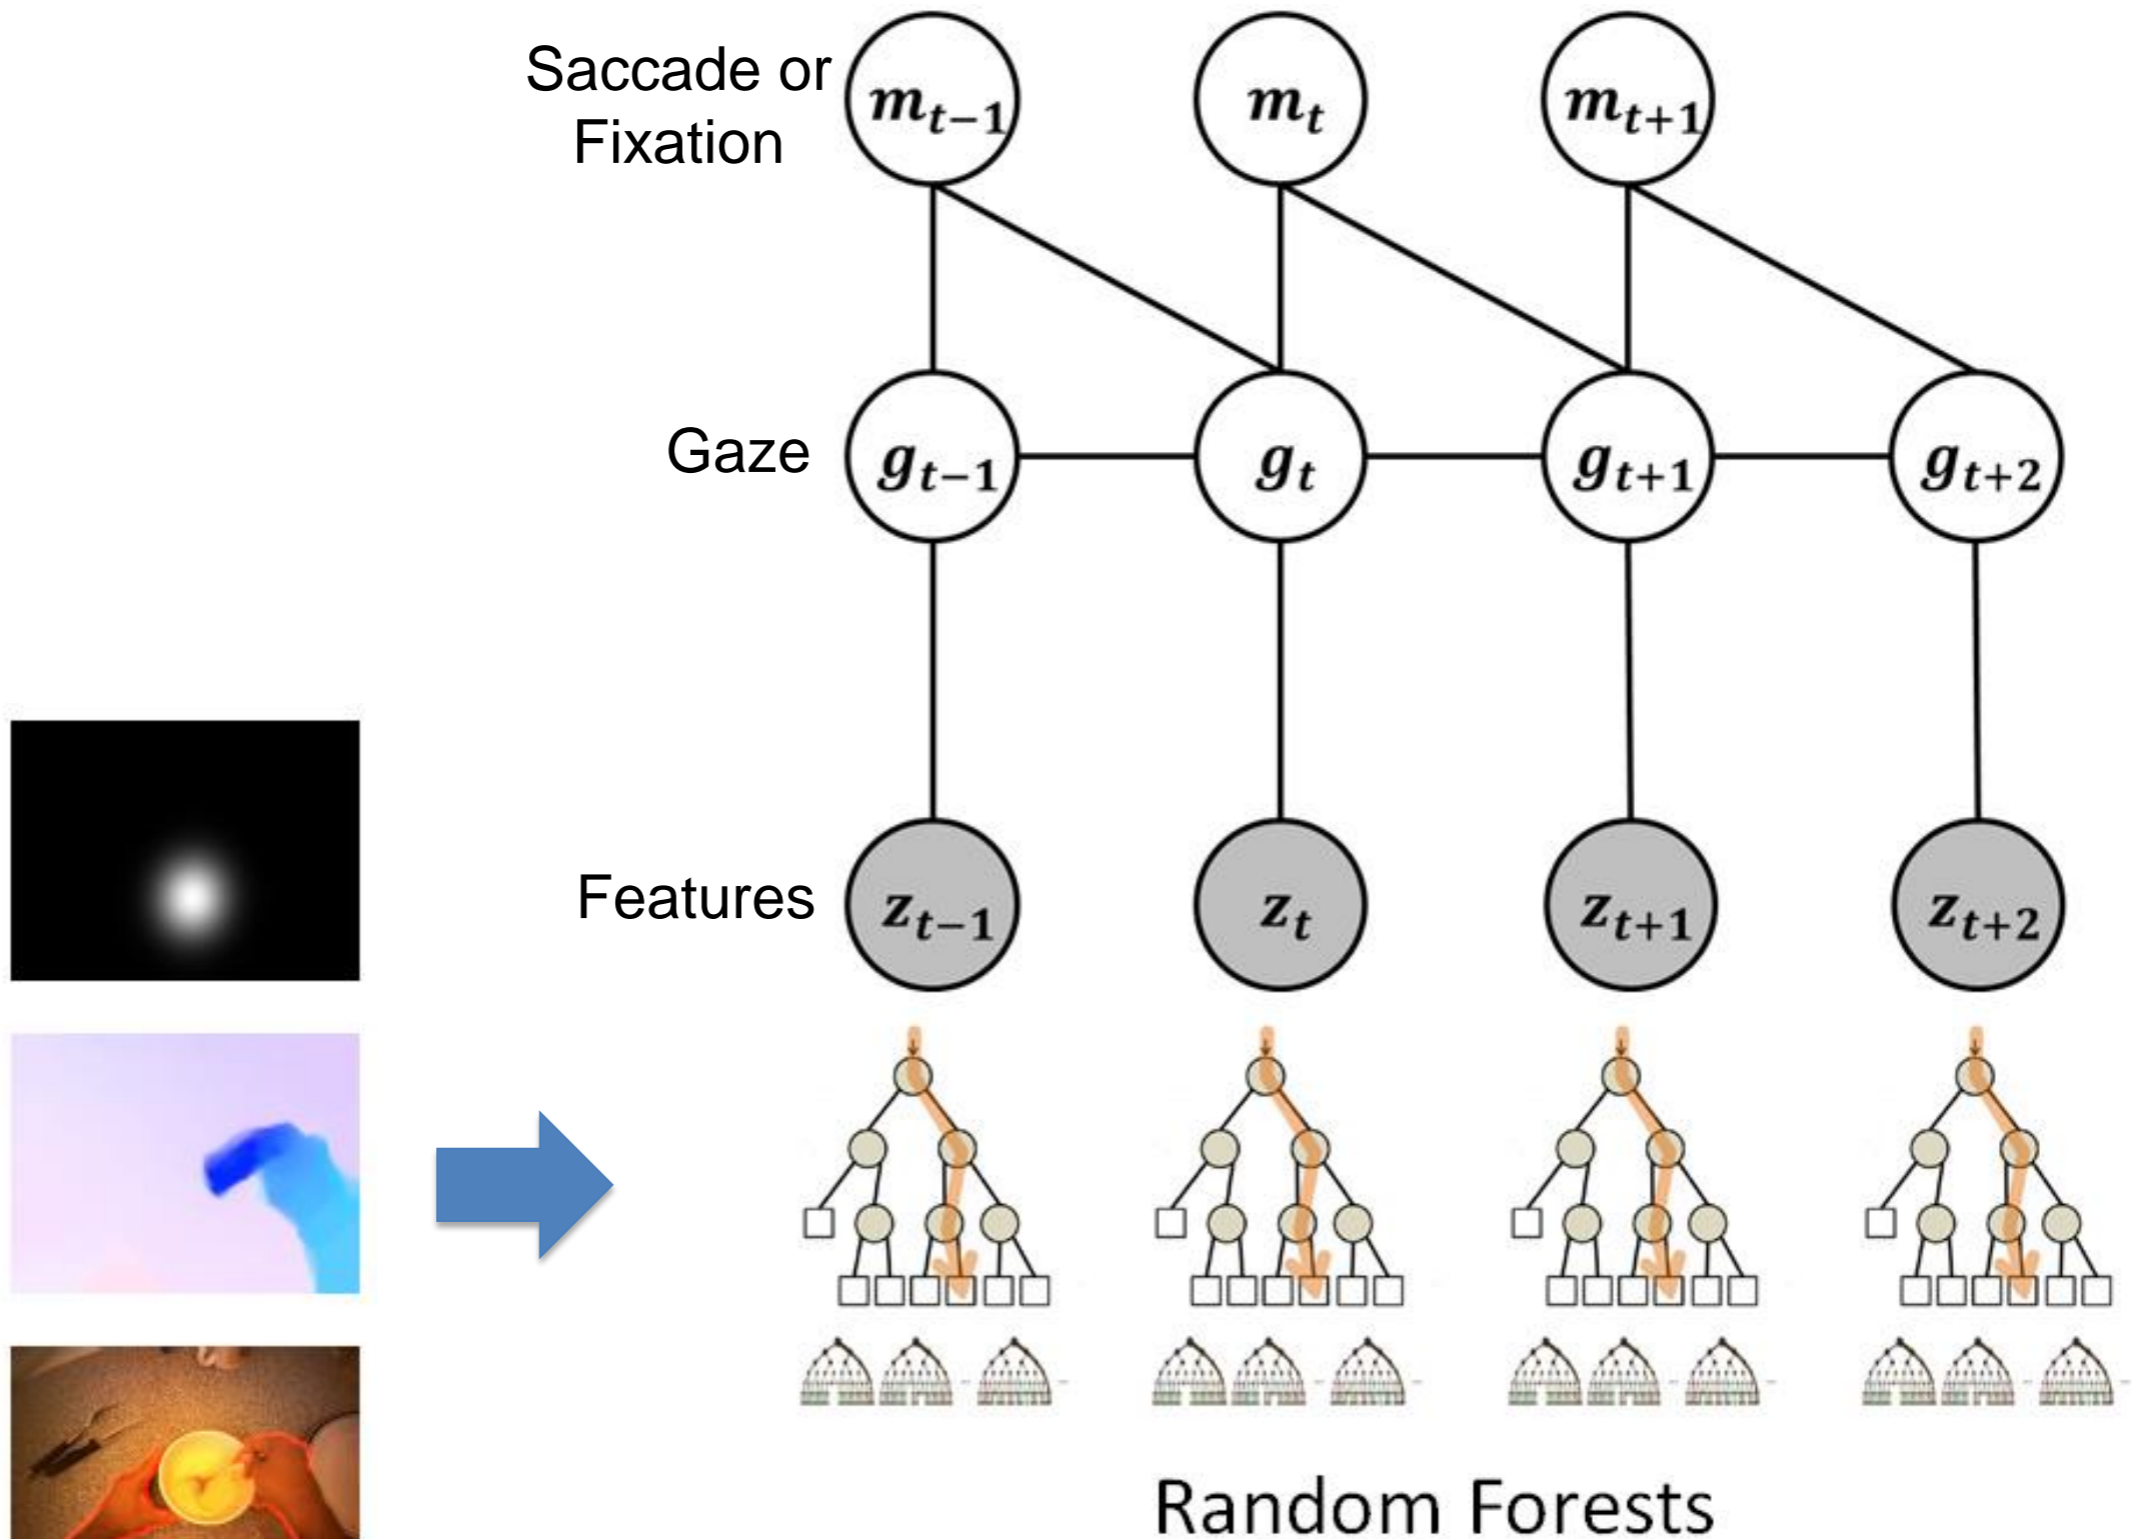 Saccade or
Fixation
m_{t−1}
m_t
m_{t+1}
Gaze
g_{t−1}
g_t
g_{t+1}
g_{t+2}
Features
z_{t−1}
z_t
z_{t+1}
z_{t+2}
Random Forests